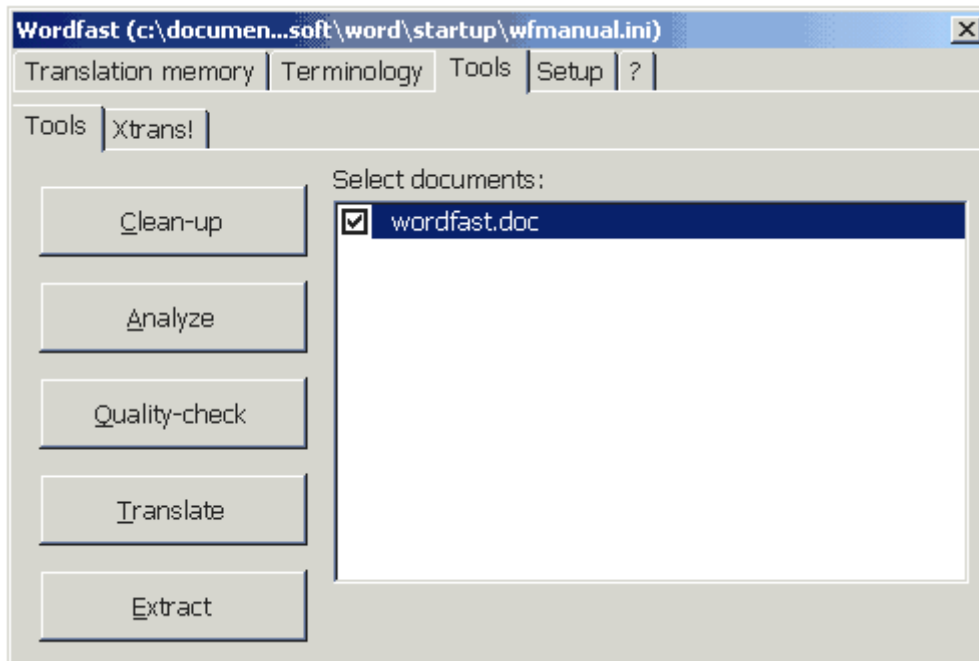 Wordfast (c:\documen...soft\word\startup\wfmanual.ini)
Translation memory Terminology Tools Setup ?
Tools Xtrans!
Select documents:
Clean-up
wordfast.doc
Analyze
Quality-check
Translate
Extract